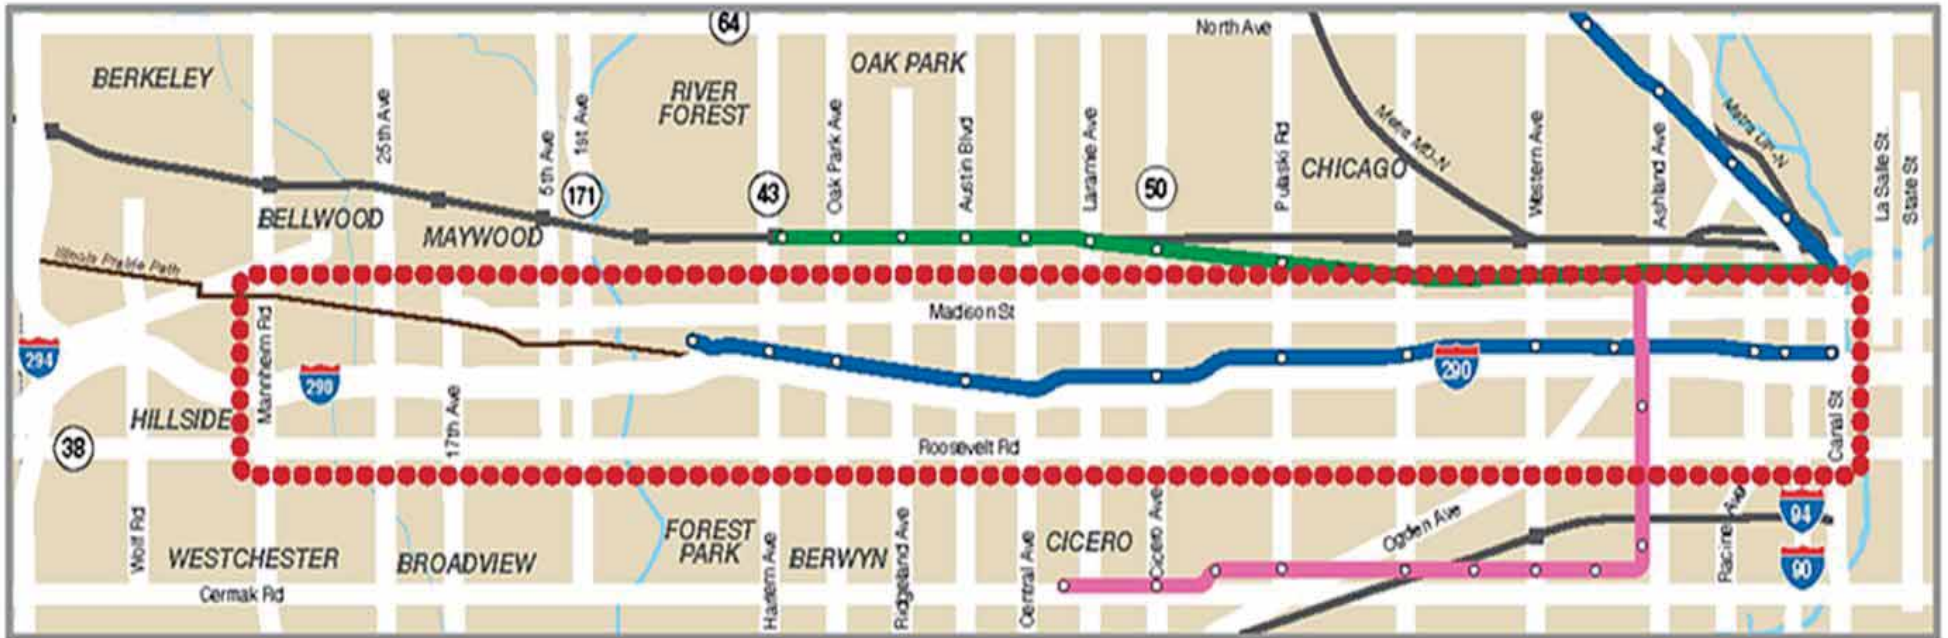 64
North Ave
BERKELEY
OAK PARK
RIVER
FOREST
25th Ave
5th Ave
1st Ave
Oak Park Ave
Austin Blvd
Laramie Ave
Pulaski Rd
Metra MD-N
CHICAGO
Western Ave
Ashland Ave
Metra UP-N
La Salle St.
State St
171
43
50
BELLWOOD
MAYWOOD
Illinois Prairie Path
Madison St
Mannheim Rd
294
290
290
HILLSIDE
17th Ave
38
Roosevelt Rd
Canal St
Wolf Rd
WESTCHESTER
BROADVIEW
FOREST
PARK
Harlem Ave
BERWYN
Ridgeland Ave
Central Ave
CICERO
Cicero Ave
Ogden Ave
Racine Ave
94
90
Cermak Rd